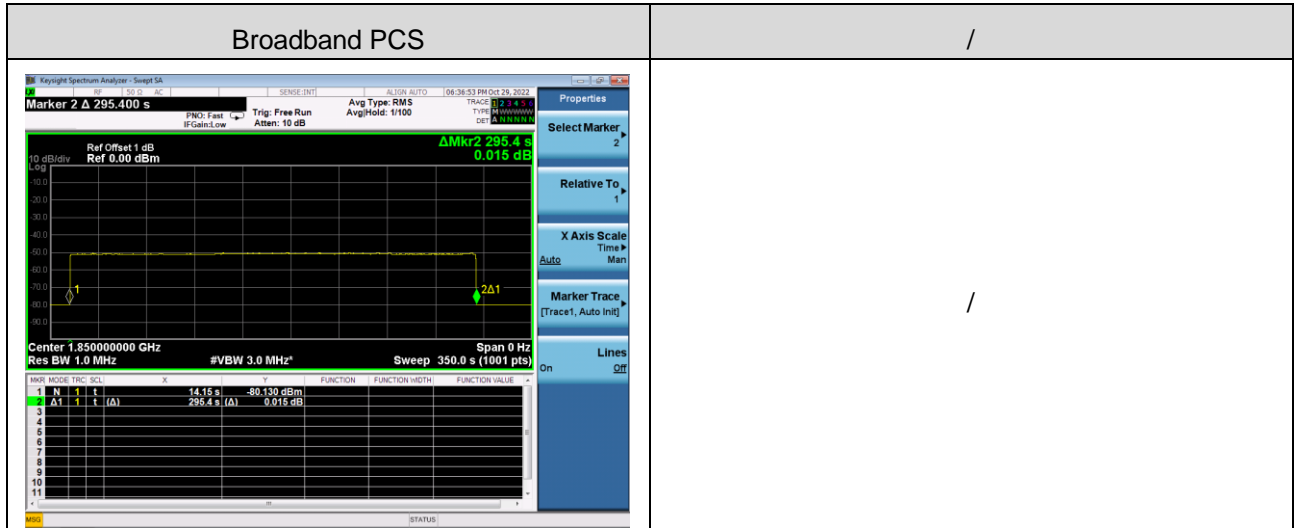 Broadband PCS
/
Keysight Spectrum Analyzer - Swept SA
RF 50 Ω AC SENSE:INT ALIGN AUTO 06:36:53 PM Oct 29, 2022
Marker 2 Δ 295.400 s
PNO: Fast
IFGain:Low
Trig: Free Run
Atten: 10 dB
Avg Type: RMS
Avg|Hold: 1/100
TRACE 1 2 3 4 5 6
TYPE M W W W W W
DET A N N N N N
Ref Offset 1 dB
10 dB/div Ref 0.00 dBm
Log
ΔMkr2 295.4 s
0.015 dB
-10.0
-20.0
-30.0
-40.0
-50.0
-60.0
-70.0
-80.0
-90.0
1
2Δ1
Center 1.850000000 GHz Span 0 Hz
Res BW 1.0 MHz #VBW 3.0 MHz* Sweep 350.0 s (1001 pts)
MKR MODE TRC SCL X Y FUNCTION FUNCTION WIDTH FUNCTION VALUE
1 N 1 t 14.15 s -80.130 dBm
2 Δ1 1 t (Δ) 295.4 s (Δ) 0.015 dB
3
4
5
6
7
8
9
10
11
MSG STATUS
Properties
Select Marker
2
Relative To
1
X Axis Scale
Time
Auto Man
Marker Trace
[Trace1, Auto Init]
Lines
On Off
/